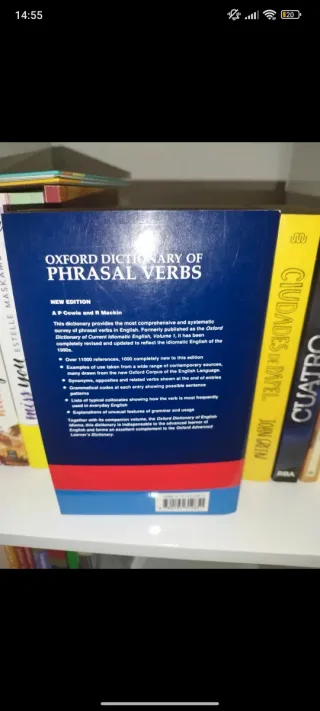 14:55
20
OXFORD DICTIONARY OF
PHRASAL VERBS
NEW EDITION
A P Cowie and R Mackin
This dictionary provides the most comprehensive and systematic
survey of phrasal verbs in English. Formerly published as the Oxford
Dictionary of Current Idiomatic English, Volume 1, it has been
completely revised and updated to reflect the idiomatic English of the
1990s.
Over 11000 references, 1000 completely new to this edition
Examples of use taken from a wide range of contemporary sources,
many drawn from the new Oxford Corpus of the English Language.
Synonyms, opposites and related verbs shown at the end of entries
Grammatical codes at each entry showing possible sentence
patterns
Lists of typical collocates showing how the verb is most frequently
used in everyday English
Explanations of unusual features of grammar and usage
Together with its companion volume, the Oxford Dictionary of English
Idioms, this dictionary is indispensable to the advanced learner of
English and forms an excellent complement to the Oxford Advanced
Learner's Dictionary.
ESTELLE MASKAME
you
CIUDADES DE PAPEL
JOHN GREEN
CUATRO
RBA